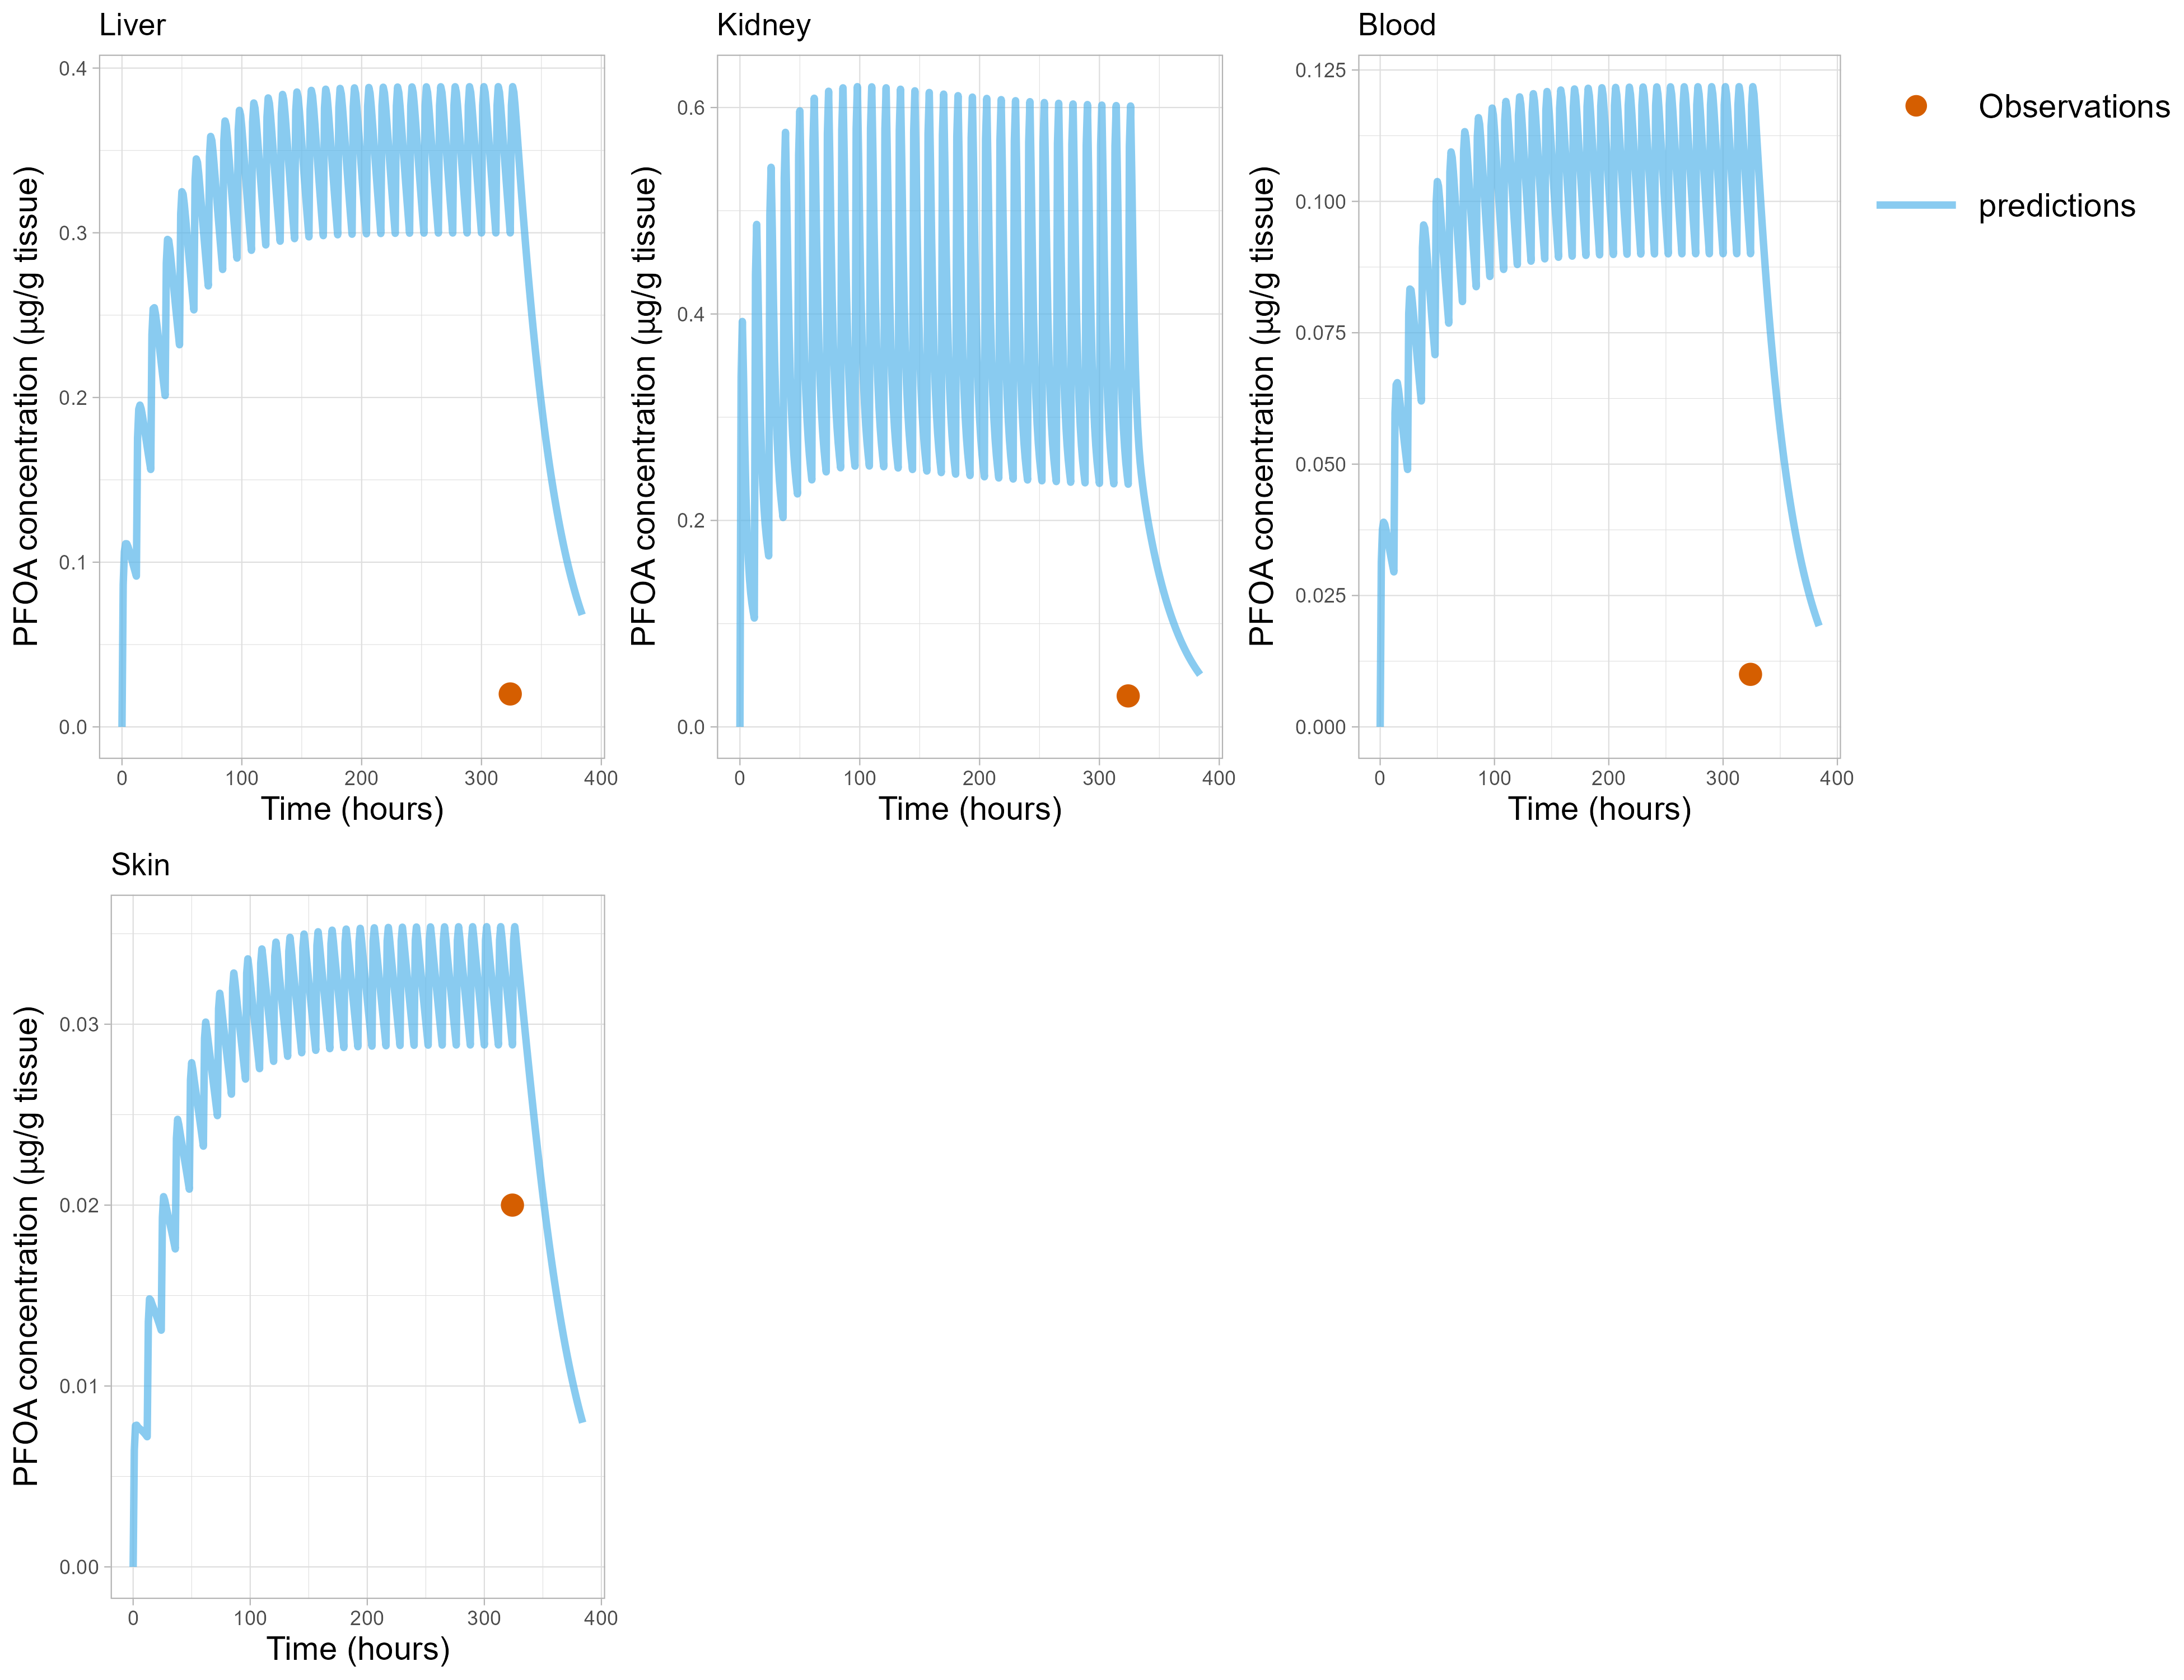 Liver
0.4
0.3
0.2
0.1
0.0
PFOA concentration (µg/g tissue)
0 100 200 300 400
Time (hours)
Kidney
0.6
0.4
0.2
0.0
PFOA concentration (µg/g tissue)
0 100 200 300 400
Time (hours)
Blood
0.125
0.100
0.075
0.050
0.025
0.000
PFOA concentration (µg/g tissue)
0 100 200 300 400
Time (hours)
Observations
predictions
Skin
0.03
0.02
0.01
0.00
PFOA concentration (µg/g tissue)
0 100 200 300 400
Time (hours)